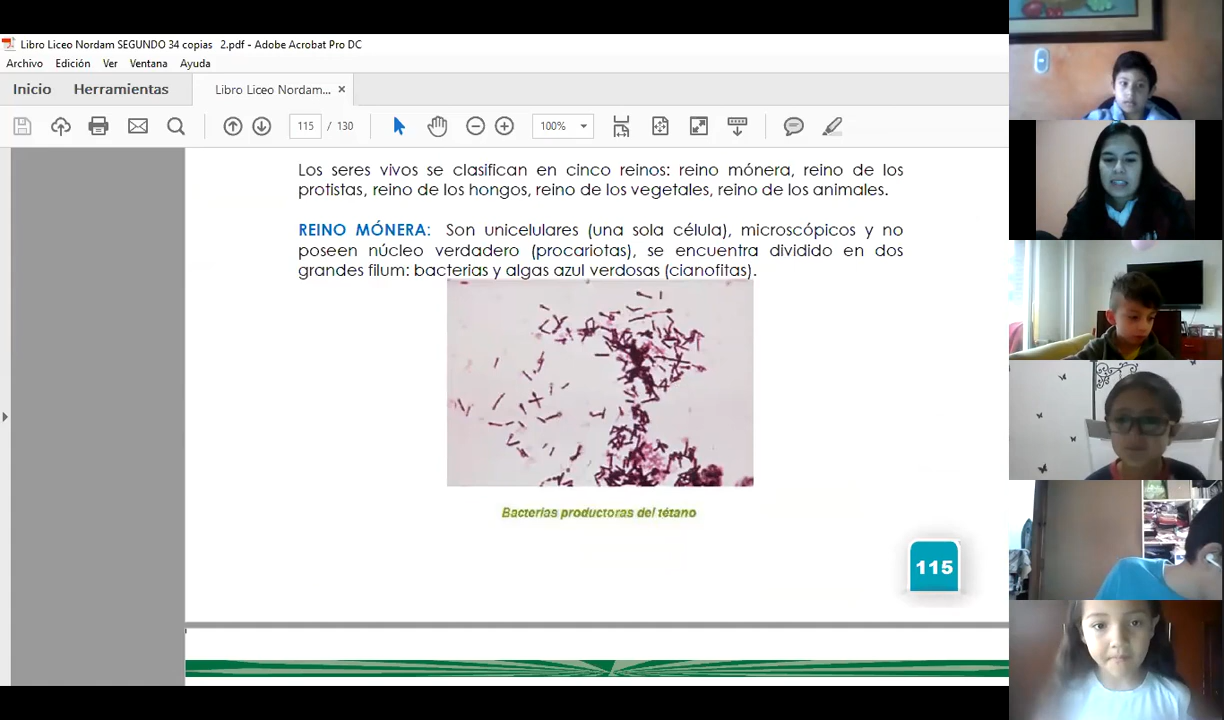 Libro Liceo Nordam SEGUNDO 34 copias 2.pdf - Adobe Acrobat Pro DC
Archivo Edición Ver Ventana Ayuda
Inicio Herramientas Libro Liceo Nordam... ×
115 / 130 100%
Los seres vivos se clasifican en cinco reinos: reino mónera, reino de los
protistas, reino de los hongos, reino de los vegetales, reino de los animales.
REINO MÓNERA: Son unicelulares (una sola célula), microscópicos y no
poseen núcleo verdadero (procariotas), se encuentra dividido en dos
grandes filum: bacterias y algas azul verdosas (cianofitas).
Bacterias productoras del tétano
115